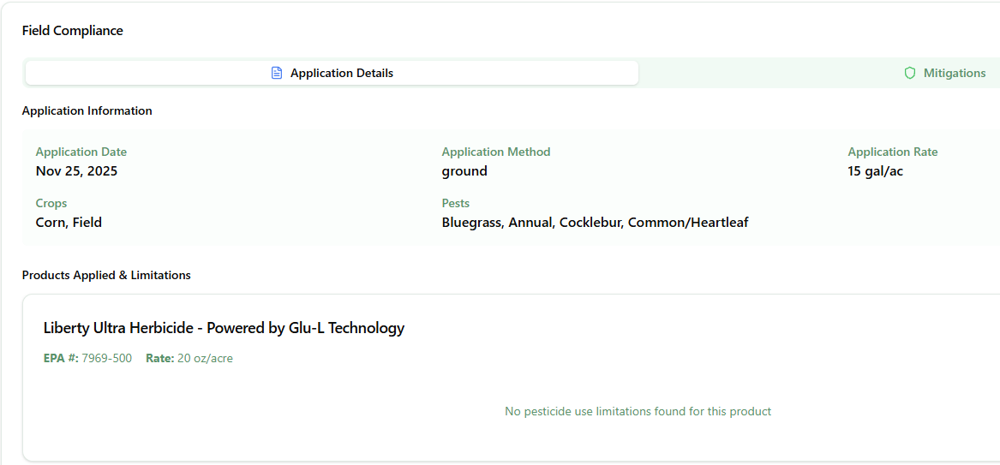 Field Compliance
Application Details
Mitigations
Application Information
Application Date
Application Method
Application Rate
Nov 25, 2025
ground
15 gal/ac
Crops
Pests
Corn, Field
Bluegrass, Annual, Cocklebur, Common/Heartleaf
Products Applied & Limitations
Liberty Ultra Herbicide - Powered by Glu-L Technology
EPA #: 7969-500 Rate: 20 oz/acre
No pesticide use limitations found for this product